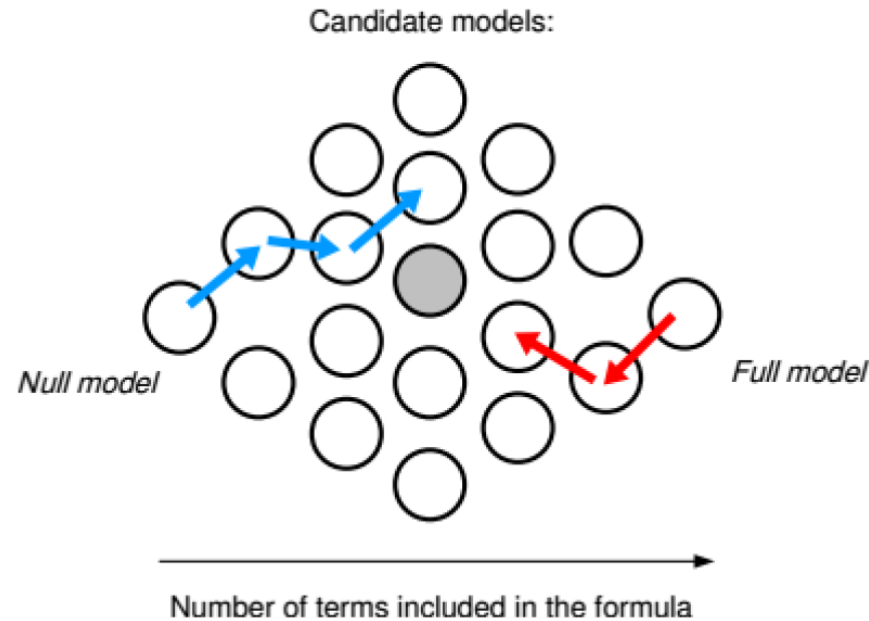 Candidate models:
Null model
Full model
Number of terms included in the formula